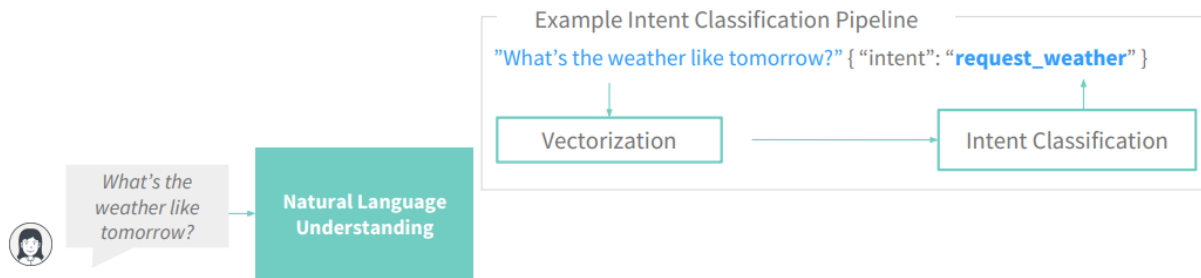 Example Intent Classification Pipeline
”What’s the weather like tomorrow?” { “intent”: “request_weather” }
Vectorization
Intent Classification
What’s the
weather like
tomorrow?
Natural Language
Understanding